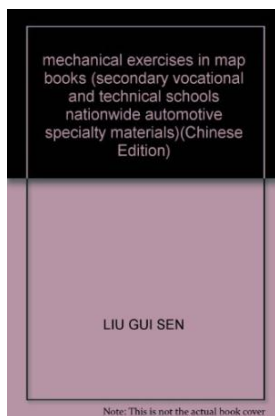 mechanical exercises in map
books (secondary vocational
and technical schools
nationwide automotive
specialty materials)(Chinese
Edition)
LIU GUI SEN
Note: This is not the actual book cover